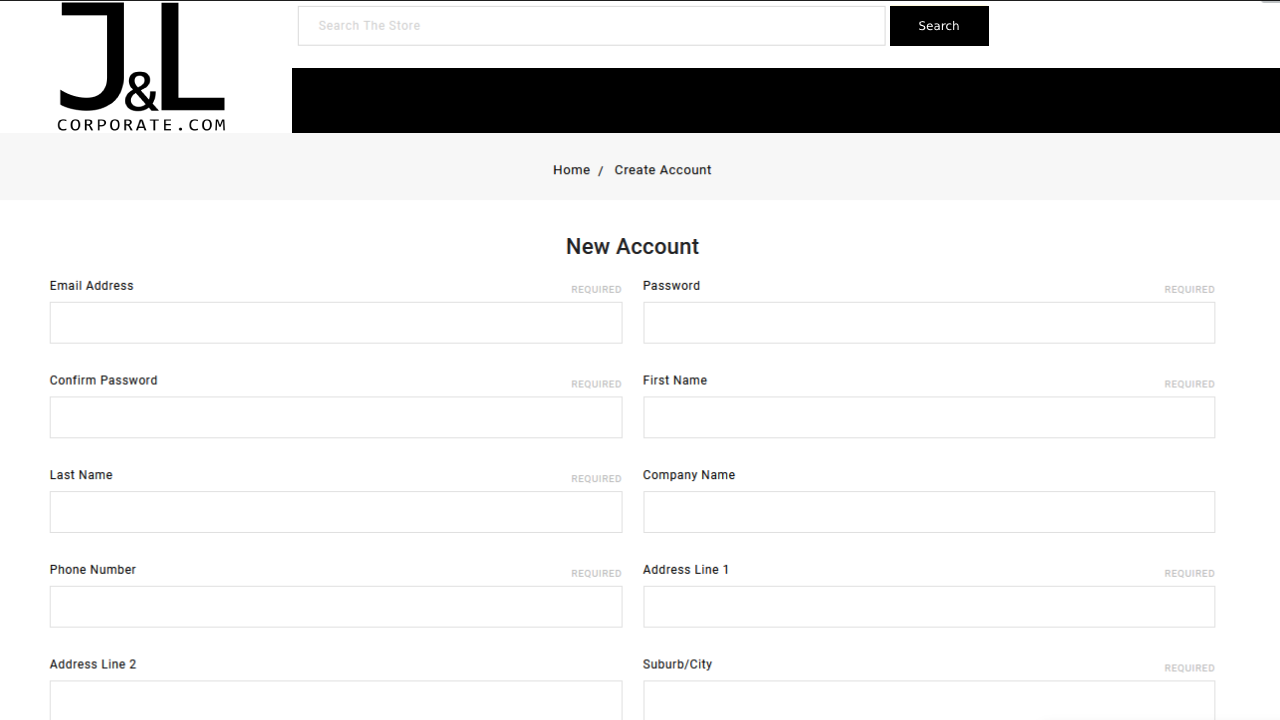 J&L
CORPORATE.COM
Search The Store
Search
Home / Create Account
New Account
Email Address REQUIRED
Password REQUIRED
Confirm Password REQUIRED
First Name REQUIRED
Last Name REQUIRED
Company Name
Phone Number REQUIRED
Address Line 1 REQUIRED
Address Line 2
Suburb/City REQUIRED